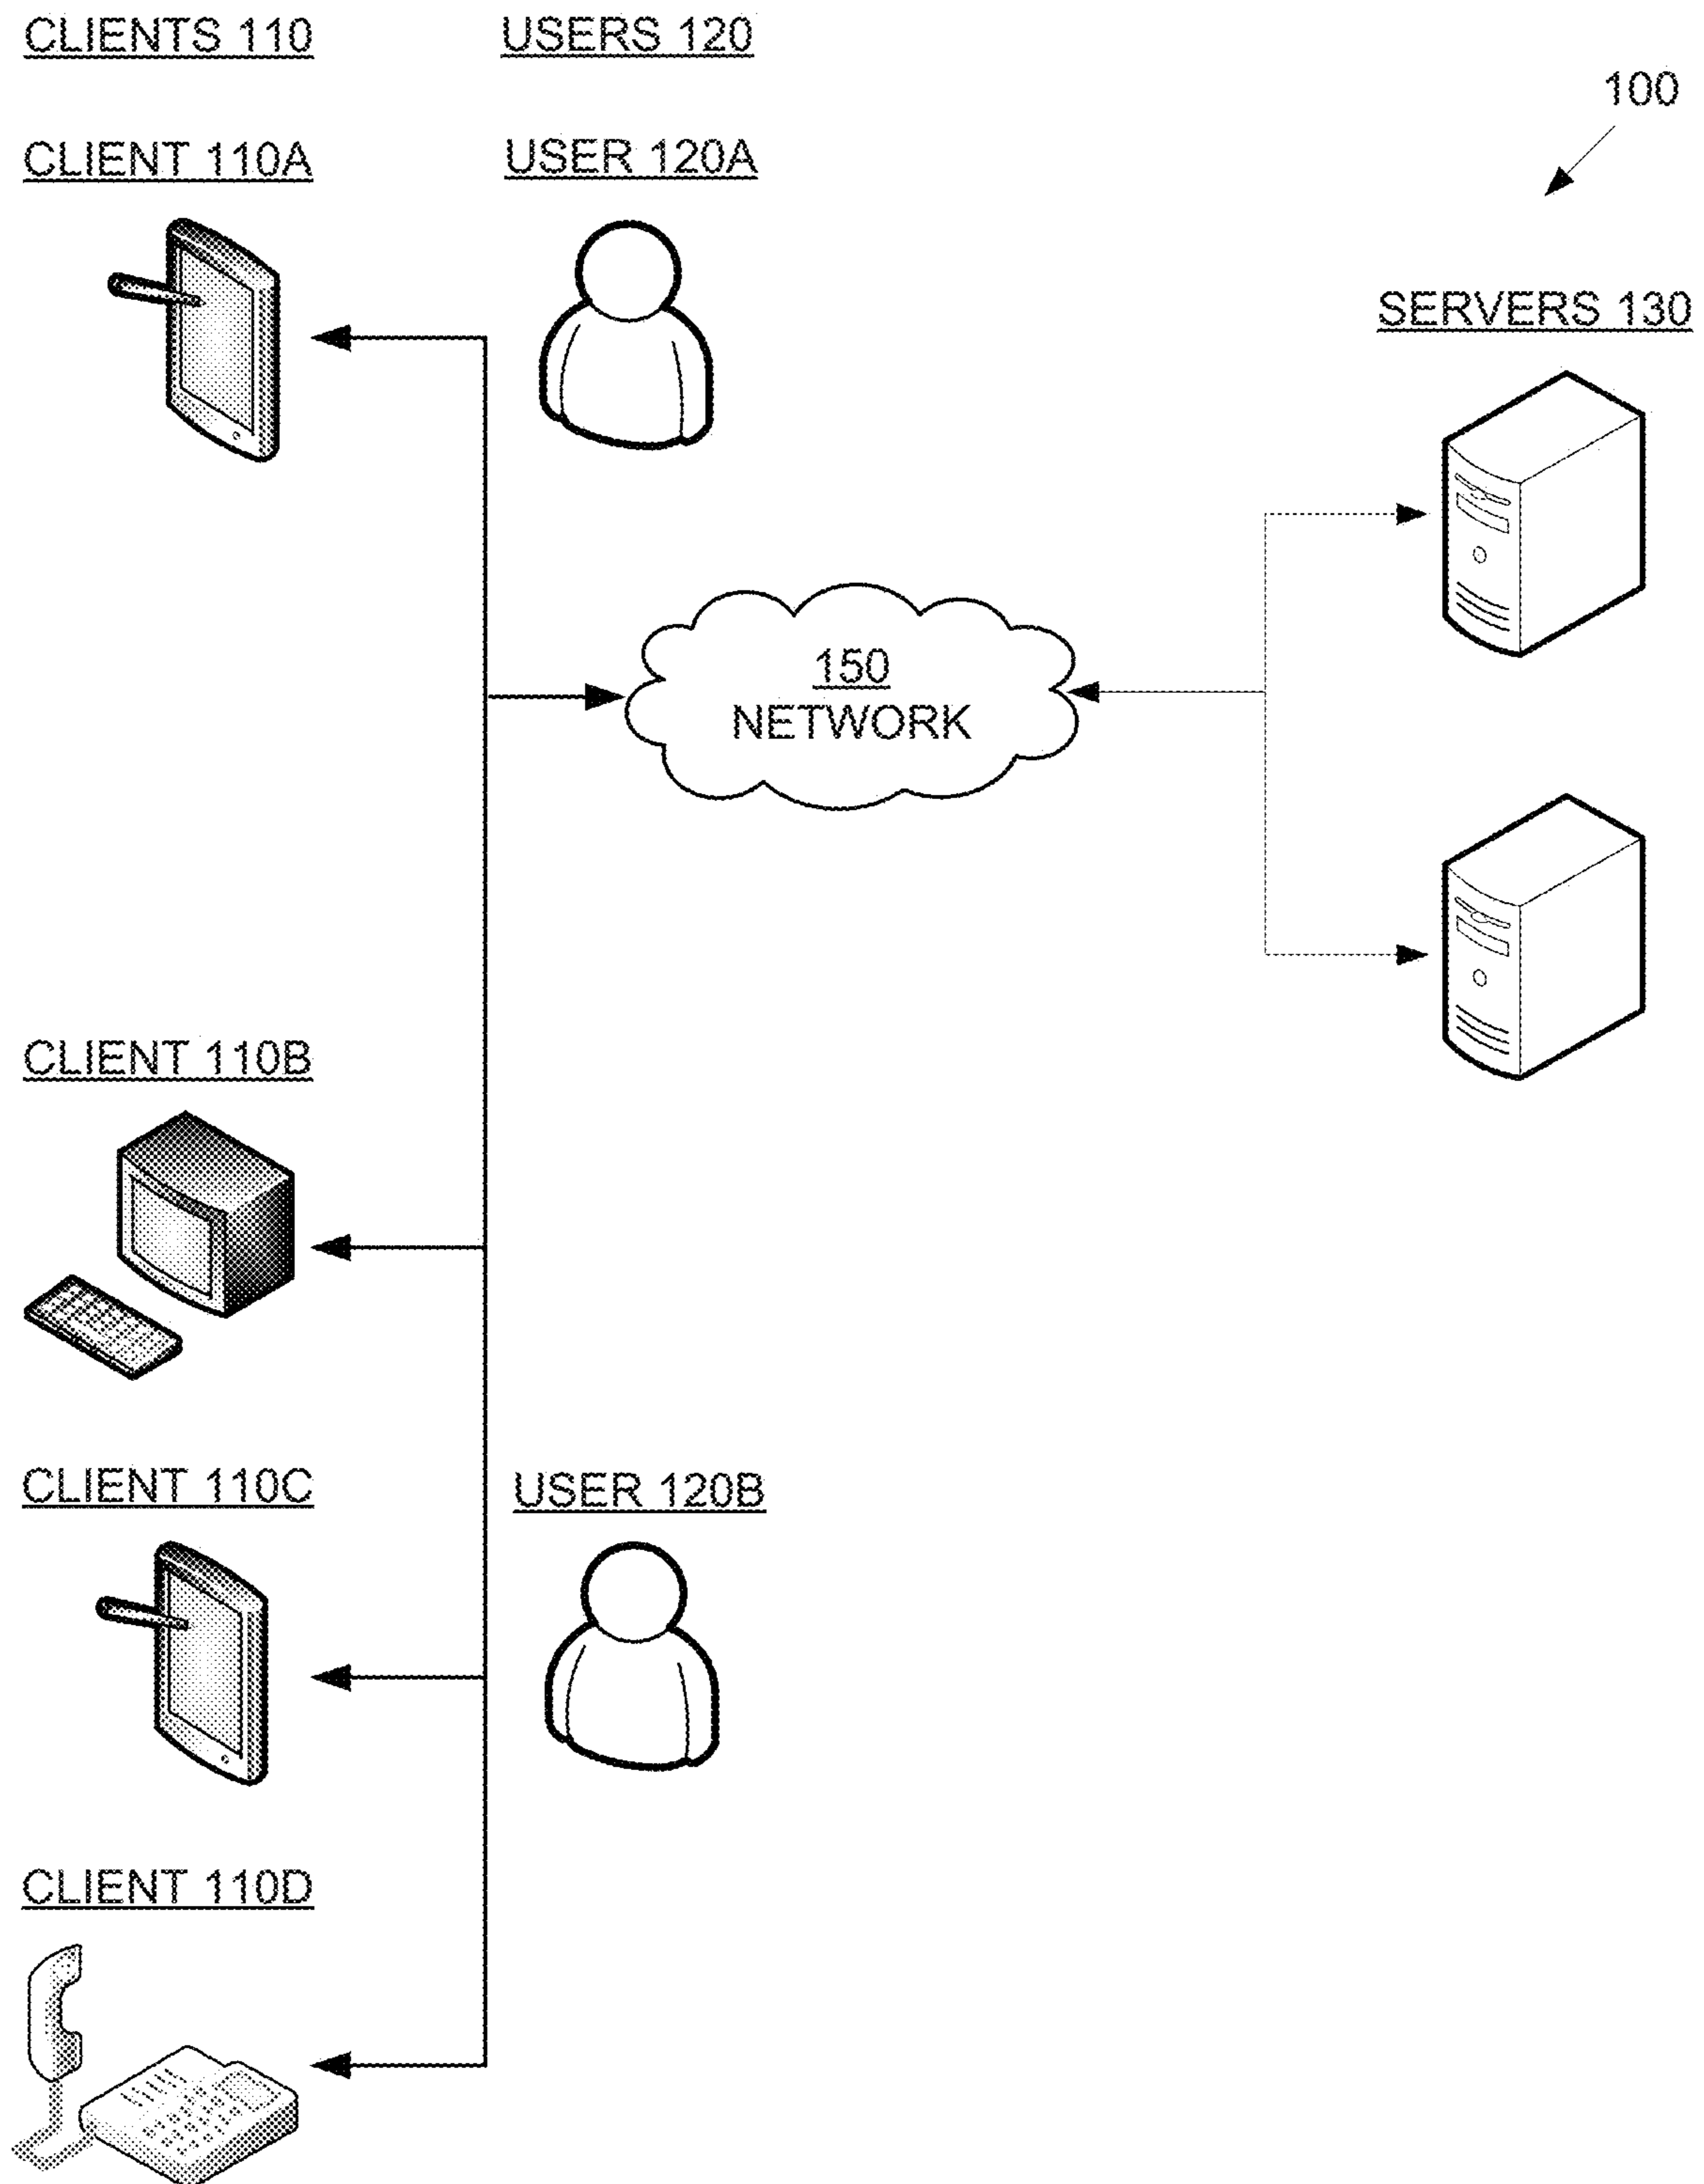 CLIENTS 110
USERS 120
100
CLIENT 110A
USER 120A
SERVERS 130
150
NETWORK
CLIENT 110B
CLIENT 110C
USER 120B
CLIENT 110D